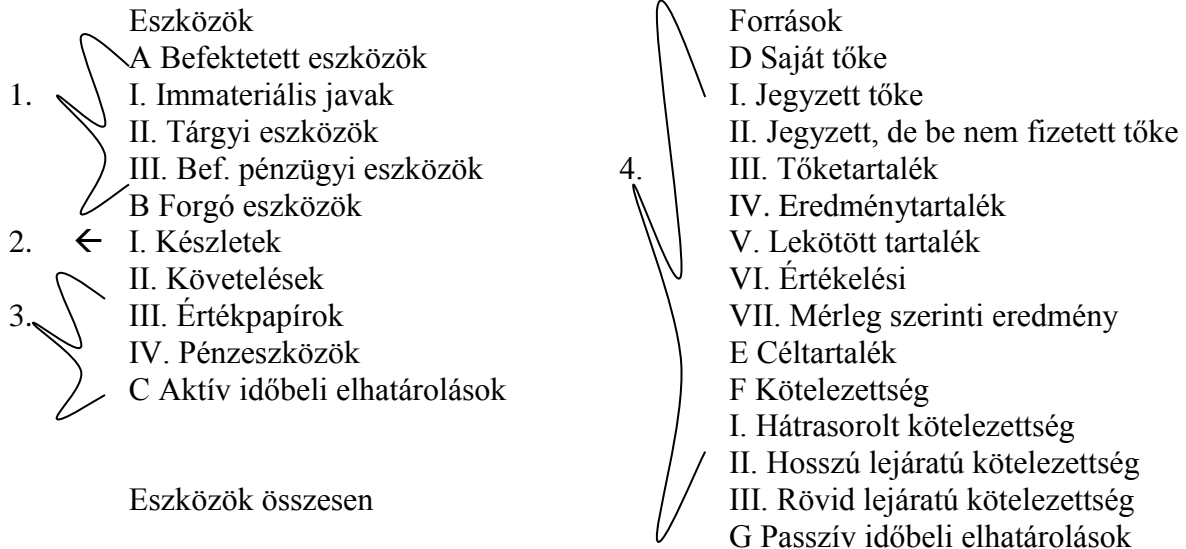 Eszközök
A Befektetett eszközök
1. I. Immateriális javak
II. Tárgyi eszközök
III. Bef. pénzügyi eszközök
B Forgó eszközök
2. ← I. Készletek
II. Követelések
3. III. Értékpapírok
IV. Pénzeszközök
C Aktív időbeli elhatárolások
Eszközök összesen
Források
D Saját tőke
I. Jegyzett tőke
II. Jegyzett, de be nem fizetett tőke
4. III. Tőketartalék
IV. Eredménytartalék
V. Lekötött tartalék
VI. Értékelési
VII. Mérleg szerinti eredmény
E Céltartalék
F Kötelezettség
I. Hátrasorolt kötelezettség
II. Hosszú lejáratú kötelezettség
III. Rövid lejáratú kötelezettség
G Passzív időbeli elhatárolások